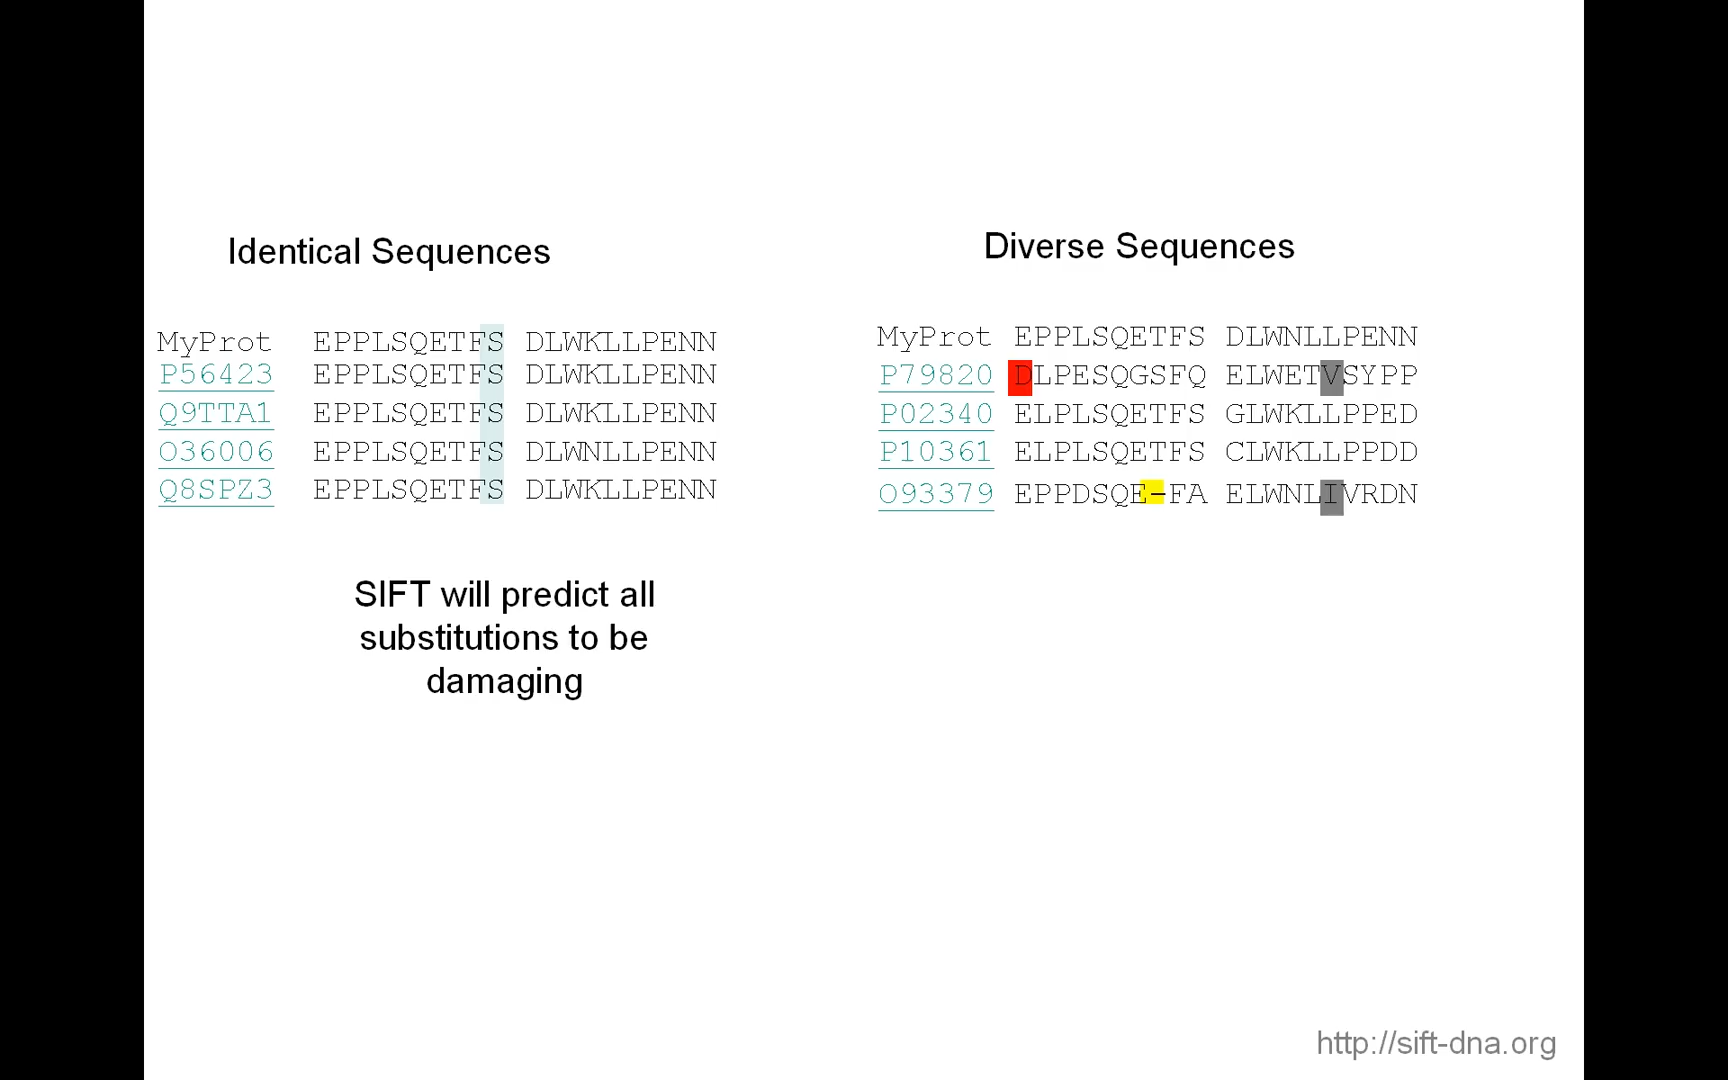 Identical Sequences
MyProt EPPLSQETFS DLWKLLPENN
P56423 EPPLSQETFS DLWKLLPENN
Q9TTA1 EPPLSQETFS DLWKLLPENN
O36006 EPPLSQETFS DLWNLLPENN
Q8SPZ3 EPPLSQETFS DLWKLLPENN
SIFT will predict all
substitutions to be
damaging
Diverse Sequences
MyProt EPPLSQETFS DLWNLLPENN
P79820 DLPESQGSFQ ELWETVSYPP
P02340 ELPLSQETFS GLWKLLPPED
P10361 ELPLSQETFS CLWKLLPPDD
O93379 EPPDSQE-FA ELWNLIVRDN
http://sift-dna.org